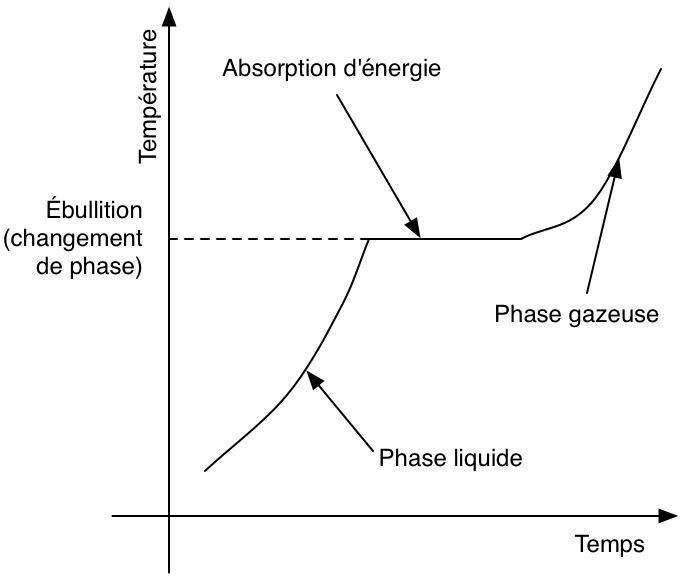 Température
Absorption d'énergie
Ébullition
(changement
de phase)
Phase gazeuse
Phase liquide
Temps